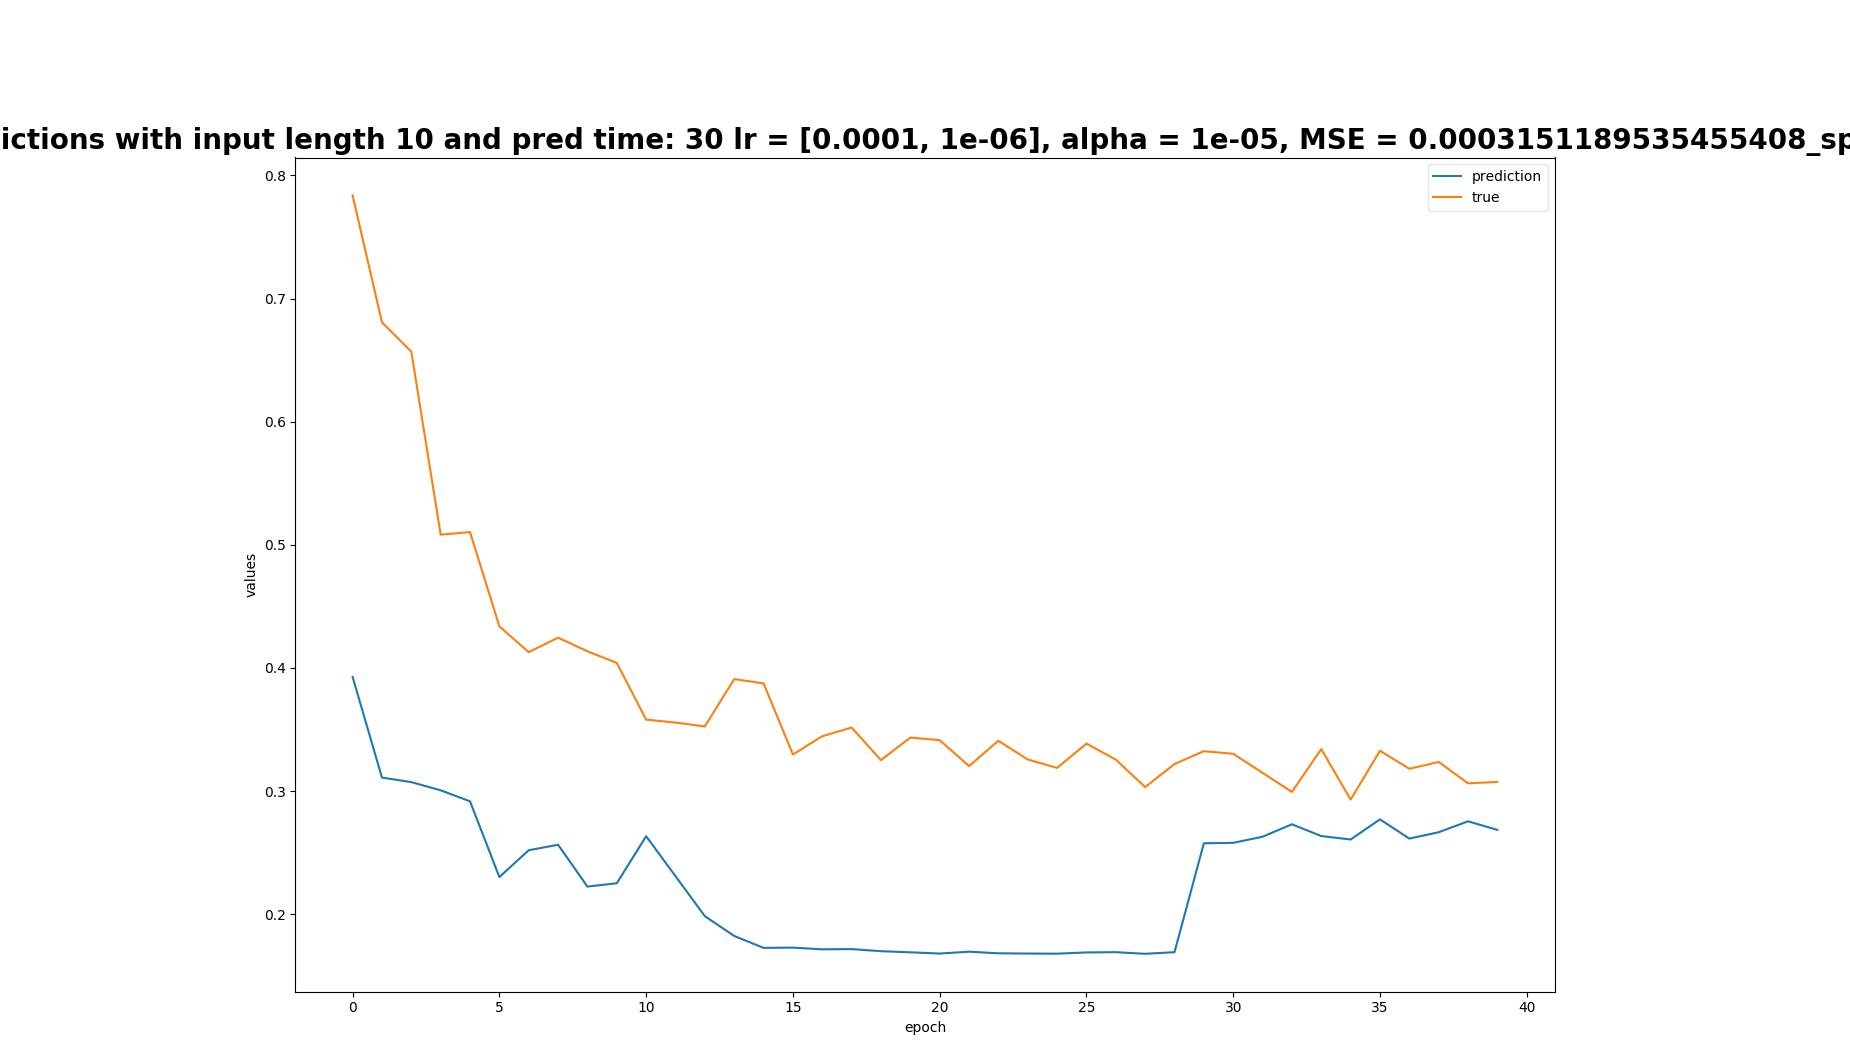 ictions with input length 10 and pred time: 30 lr = [0.0001, 1e-06], alpha = 1e-05, MSE = 0.0003151189535455408_sp
prediction
true
0.8
0.7
0.6
0.5
0.4
0.3
0.2
values
0 5 10 15 20 25 30 35 40
epoch